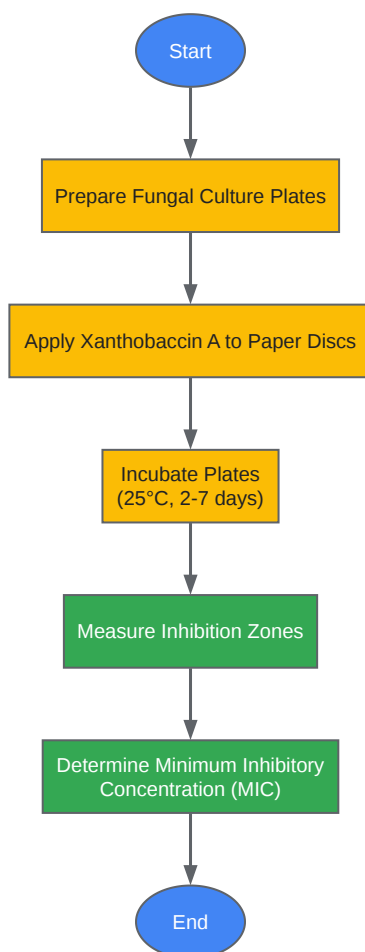 Start
Prepare Fungal Culture Plates
Apply Xanthobaccin A to Paper Discs
Incubate Plates
(25°C, 2-7 days)
Measure Inhibition Zones
Determine Minimum Inhibitory
Concentration (MIC)
End